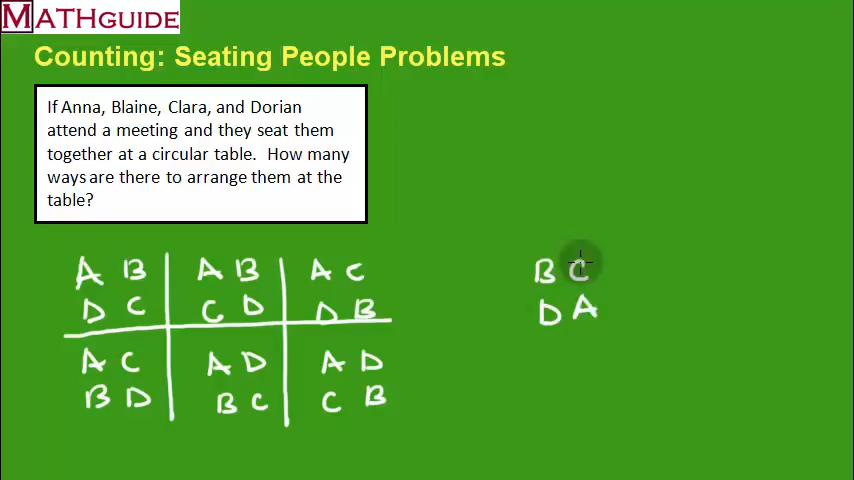 MATHGUIDE
Counting: Seating People Problems
If Anna, Blaine, Clara, and Dorian
attend a meeting and they seat them
together at a circular table. How many
ways are there to arrange them at the
table?
A B A B A C B C
D C C D D B D A
A C A D A D
B D B C C B